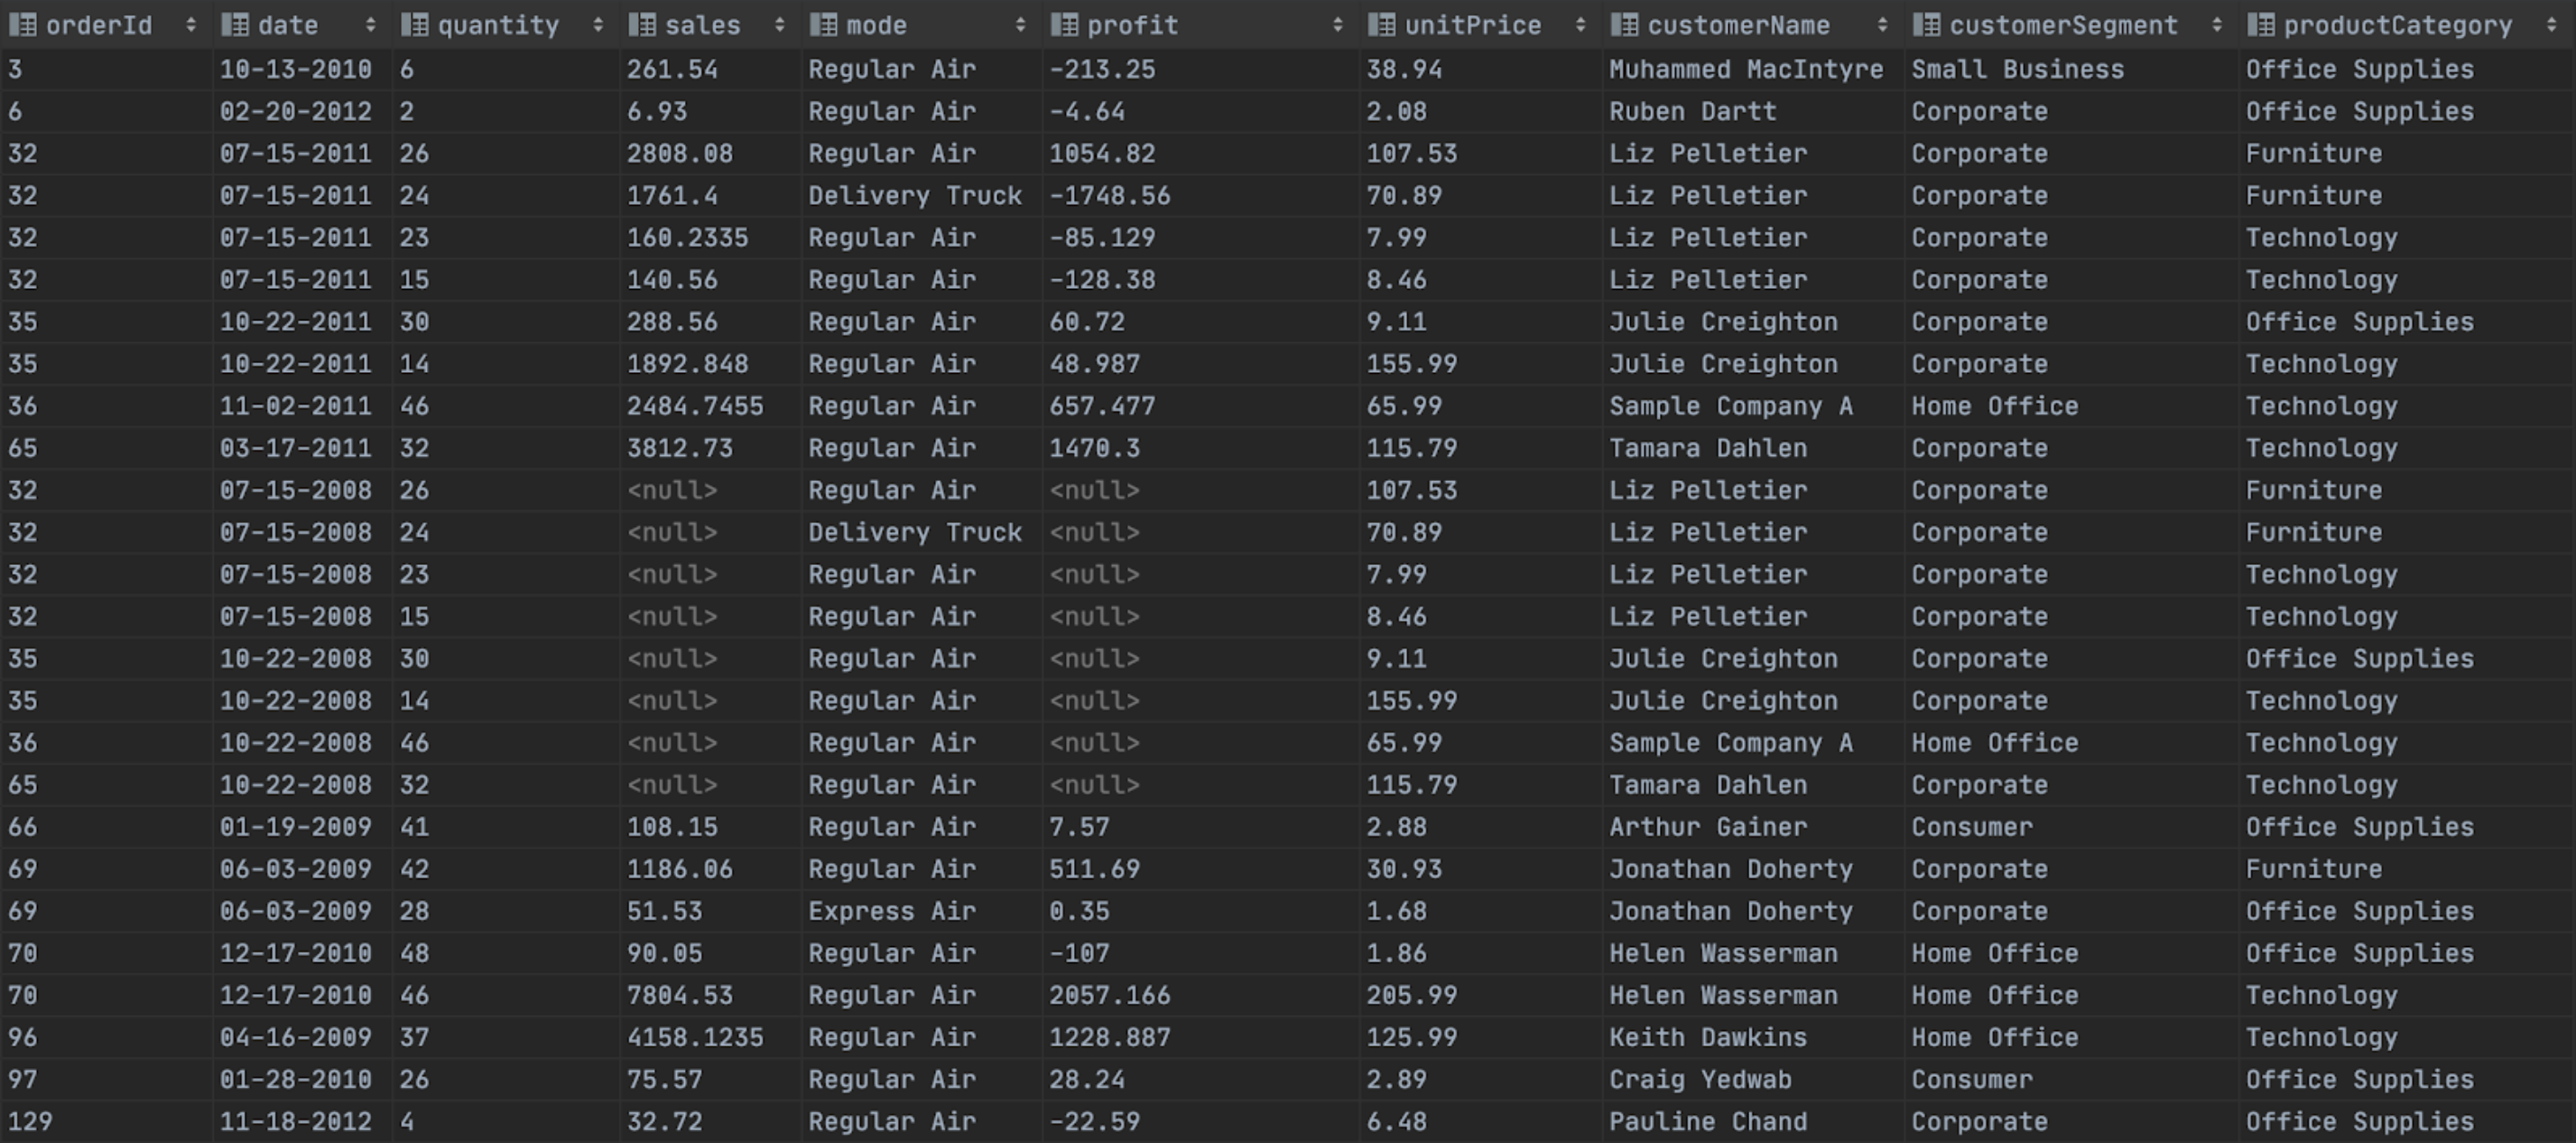 orderId date quantity sales mode profit unitPrice customerName customerSegment productCategory
3 10-13-2010 6 261.54 Regular Air -213.25 38.94 Muhammed MacIntyre Small Business Office Supplies
6 02-20-2012 2 6.93 Regular Air -4.64 2.08 Ruben Dartt Corporate Office Supplies
32 07-15-2011 26 2808.08 Regular Air 1054.82 107.53 Liz Pelletier Corporate Furniture
32 07-15-2011 24 1761.4 Delivery Truck -1748.56 70.89 Liz Pelletier Corporate Furniture
32 07-15-2011 23 160.2335 Regular Air -85.129 7.99 Liz Pelletier Corporate Technology
32 07-15-2011 15 140.56 Regular Air -128.38 8.46 Liz Pelletier Corporate Technology
35 10-22-2011 30 288.56 Regular Air 60.72 9.11 Julie Creighton Corporate Office Supplies
35 10-22-2011 14 1892.848 Regular Air 48.987 155.99 Julie Creighton Corporate Technology
36 11-02-2011 46 2484.7455 Regular Air 657.477 65.99 Sample Company A Home Office Technology
65 03-17-2011 32 3812.73 Regular Air 1470.3 115.79 Tamara Dahlen Corporate Technology
32 07-15-2008 26 <null> Regular Air <null> 107.53 Liz Pelletier Corporate Furniture
32 07-15-2008 24 <null> Delivery Truck <null> 70.89 Liz Pelletier Corporate Furniture
32 07-15-2008 23 <null> Regular Air <null> 7.99 Liz Pelletier Corporate Technology
32 07-15-2008 15 <null> Regular Air <null> 8.46 Liz Pelletier Corporate Technology
35 10-22-2008 30 <null> Regular Air <null> 9.11 Julie Creighton Corporate Office Supplies
35 10-22-2008 14 <null> Regular Air <null> 155.99 Julie Creighton Corporate Technology
36 10-22-2008 46 <null> Regular Air <null> 65.99 Sample Company A Home Office Technology
65 10-22-2008 32 <null> Regular Air <null> 115.79 Tamara Dahlen Corporate Technology
66 01-19-2009 41 108.15 Regular Air 7.57 2.88 Arthur Gainer Consumer Office Supplies
69 06-03-2009 42 1186.06 Regular Air 511.69 30.93 Jonathan Doherty Corporate Furniture
69 06-03-2009 28 51.53 Express Air 0.35 1.68 Jonathan Doherty Corporate Office Supplies
70 12-17-2010 48 90.05 Regular Air -107 1.86 Helen Wasserman Home Office Office Supplies
70 12-17-2010 46 7804.53 Regular Air 2057.166 205.99 Helen Wasserman Home Office Technology
96 04-16-2009 37 4158.1235 Regular Air 1228.887 125.99 Keith Dawkins Home Office Technology
97 01-28-2010 26 75.57 Regular Air 28.24 2.89 Craig Yedwab Consumer Office Supplies
129 11-18-2012 4 32.72 Regular Air -22.59 6.48 Pauline Chand Corporate Office Supplies